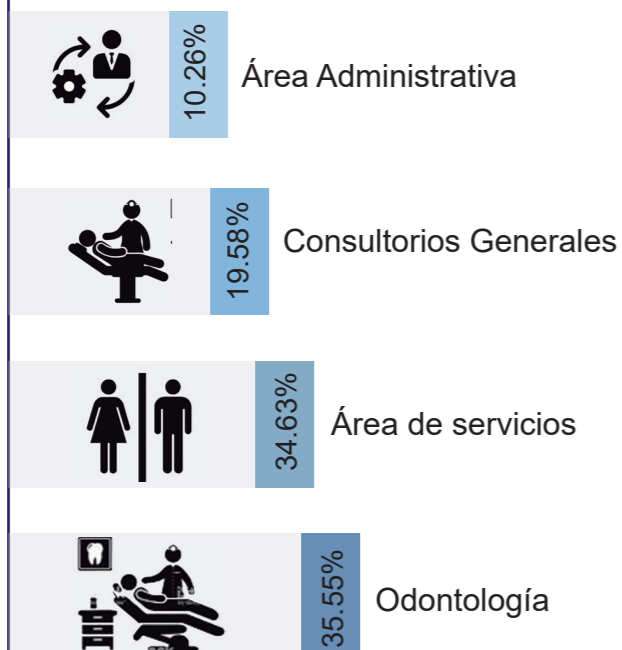 10.26%
Área Administrativa
19.58%
Consultorios Generales
34.63%
Área de servicios
35.55%
Odontología